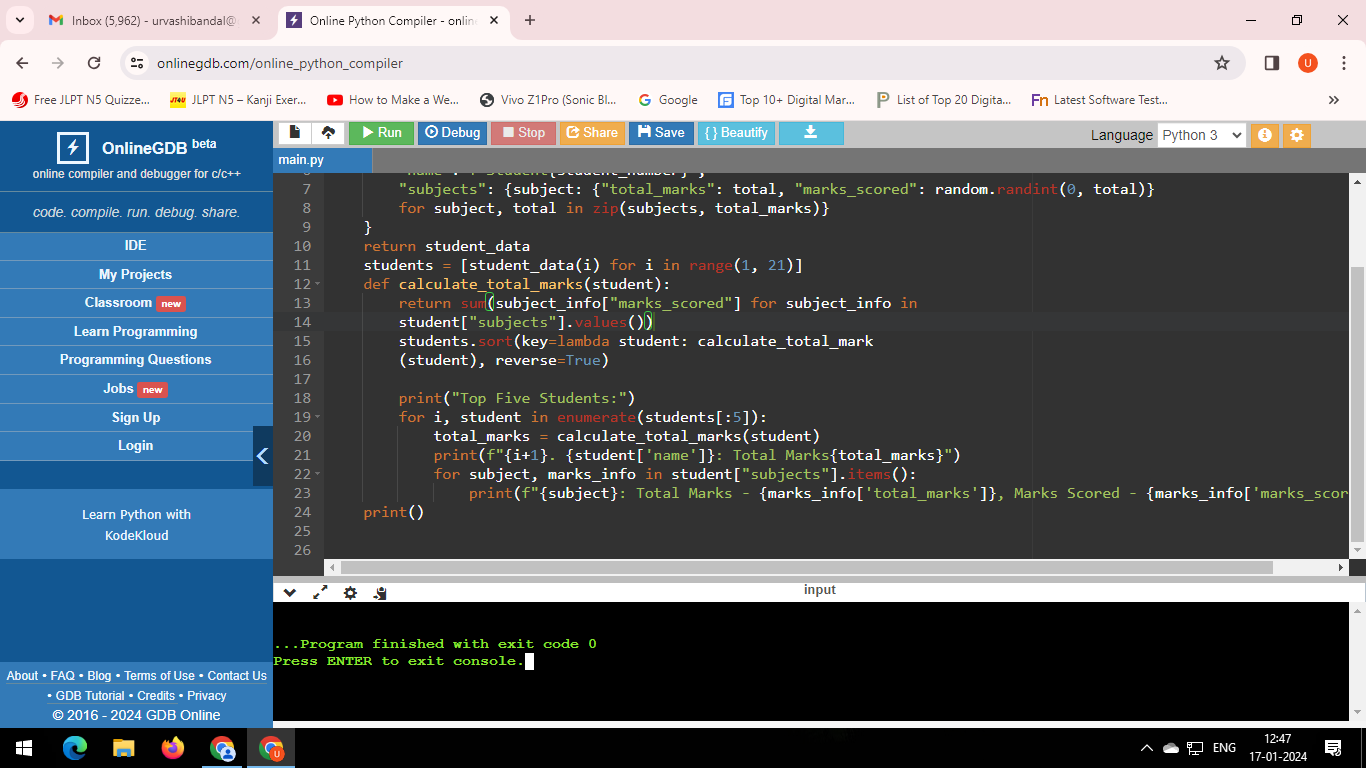 Inbox (5,962) - urvashibandal@
Online Python Compiler - online
onlinegdb.com/online_python_compiler
U
Free JLPT N5 Quizze...
JLPT N5 – Kanji Exer...
How to Make a We...
Vivo Z1Pro (Sonic Bl...
Google
Top 10+ Digital Mar...
List of Top 20 Digita...
Latest Software Test...
»
OnlineGDB beta
online compiler and debugger for c/c++
code. compile. run. debug. share.
IDE
My Projects
Classroom new
Learn Programming
Programming Questions
Jobs new
Sign Up
Login
Learn Python with
KodeKloud
About • FAQ • Blog • Terms of Use • Contact Us
• GDB Tutorial • Credits • Privacy
© 2016 - 2024 GDB Online
Run Debug Stop Share Save { } Beautify
Language Python 3
main.py
7 "subjects": {subject: {"total_marks": total, "marks_scored": random.randint(0, total)}
8 for subject, total in zip(subjects, total_marks)}
9 }
10 return student_data
11 students = [student_data(i) for i in range(1, 21)]
12 def calculate_total_marks(student):
13 return sum(subject_info["marks_scored"] for subject_info in
14 student["subjects"].values())
15 students.sort(key=lambda student: calculate_total_mark
16 (student), reverse=True)
17
18 print("Top Five Students:")
19 for i, student in enumerate(students[:5]):
20 total_marks = calculate_total_marks(student)
21 print(f"{i+1}. {student['name']}: Total Marks{total_marks}")
22 for subject, marks_info in student["subjects"].items():
23 print(f"{subject}: Total Marks - {marks_info['total_marks']}, Marks Scored - {marks_info['marks_scor
24 print()
25
26
input
...Program finished with exit code 0
Press ENTER to exit console.
ENG
12:47
17-01-2024